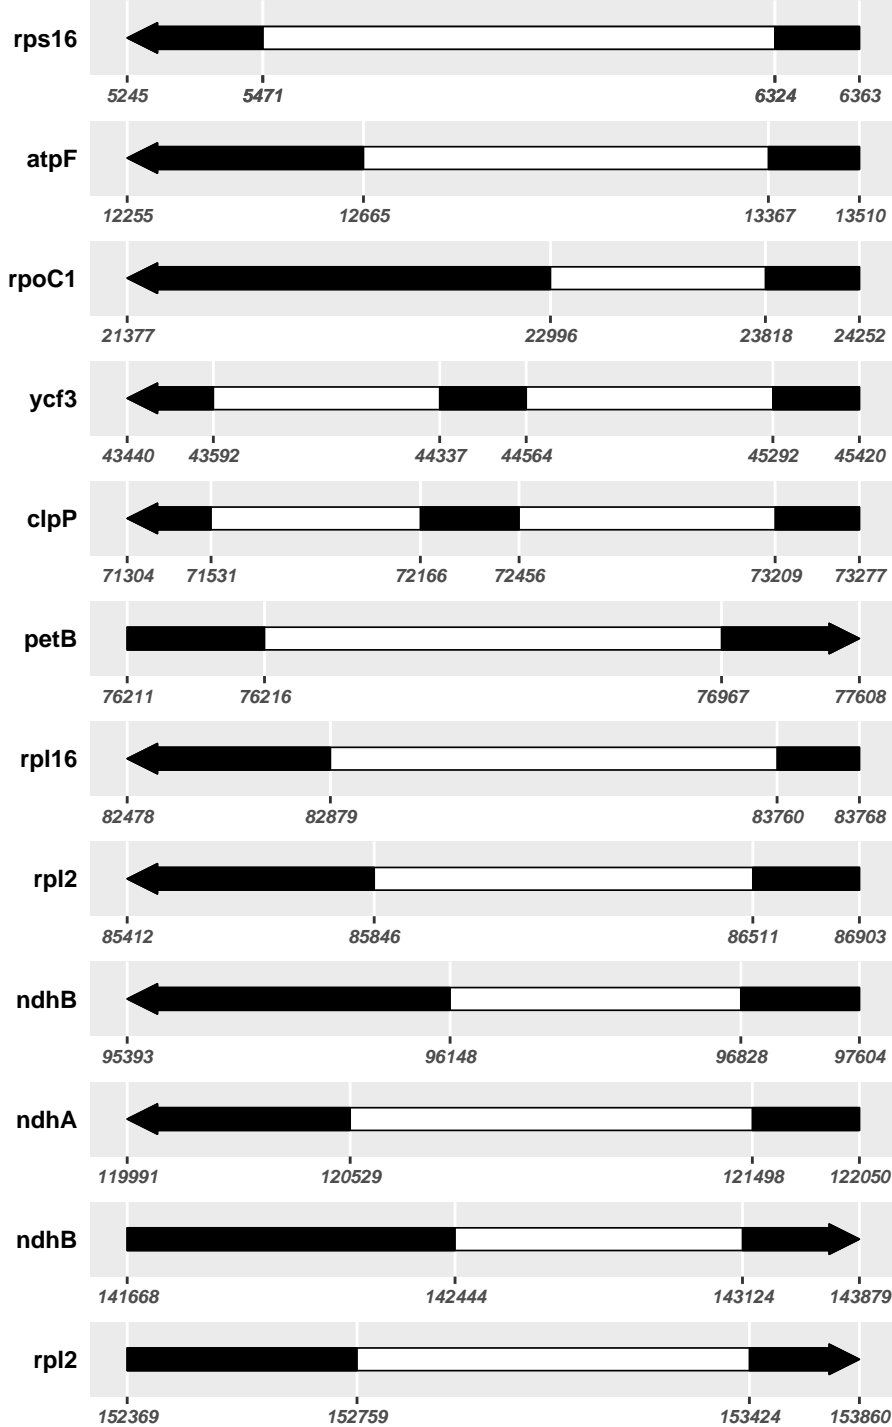 rps16
5245 5471 6324 6363
atpF
12255 12665 13367 13510
rpoC1
21377 22996 23818 24252
ycf3
43440 43592 44337 44564 45292 45420
clpP
71304 71531 72166 72456 73209 73277
petB
76211 76216 76967 77608
rpl16
82478 82879 83760 83768
rpl2
85412 85846 86511 86903
ndhB
95393 96148 96828 97604
ndhA
119991 120529 121498 122050
ndhB
141668 142444 143124 143879
rpl2
152369 152759 153424 153860